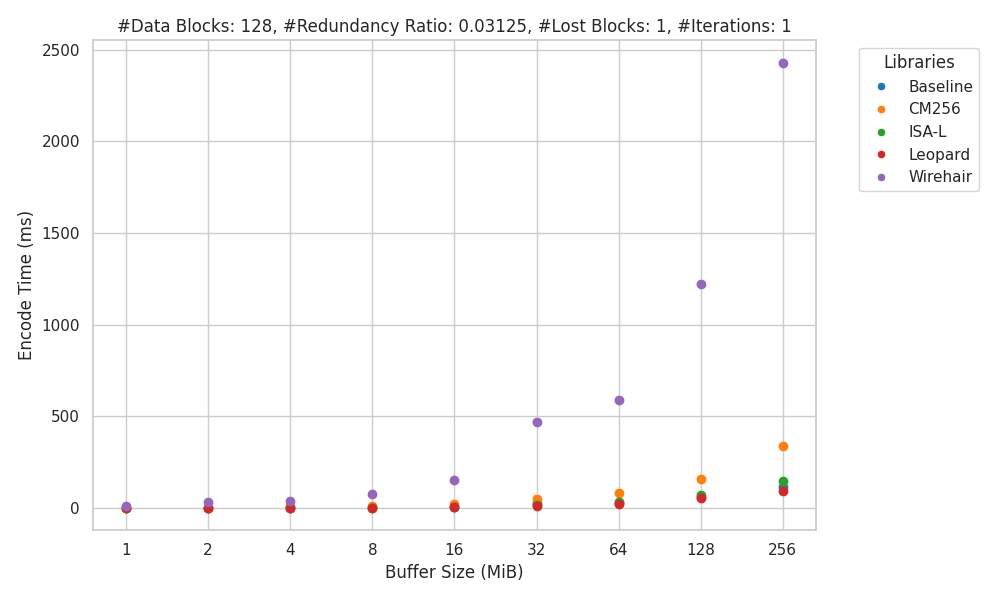 #Data Blocks: 128, #Redundancy Ratio: 0.03125, #Lost Blocks: 1, #Iterations: 1
Libraries
Baseline
CM256
ISA-L
Leopard
Wirehair
Encode Time (ms)
2500
2000
1500
1000
500
0
1 2 4 8 16 32 64 128 256
Buffer Size (MiB)